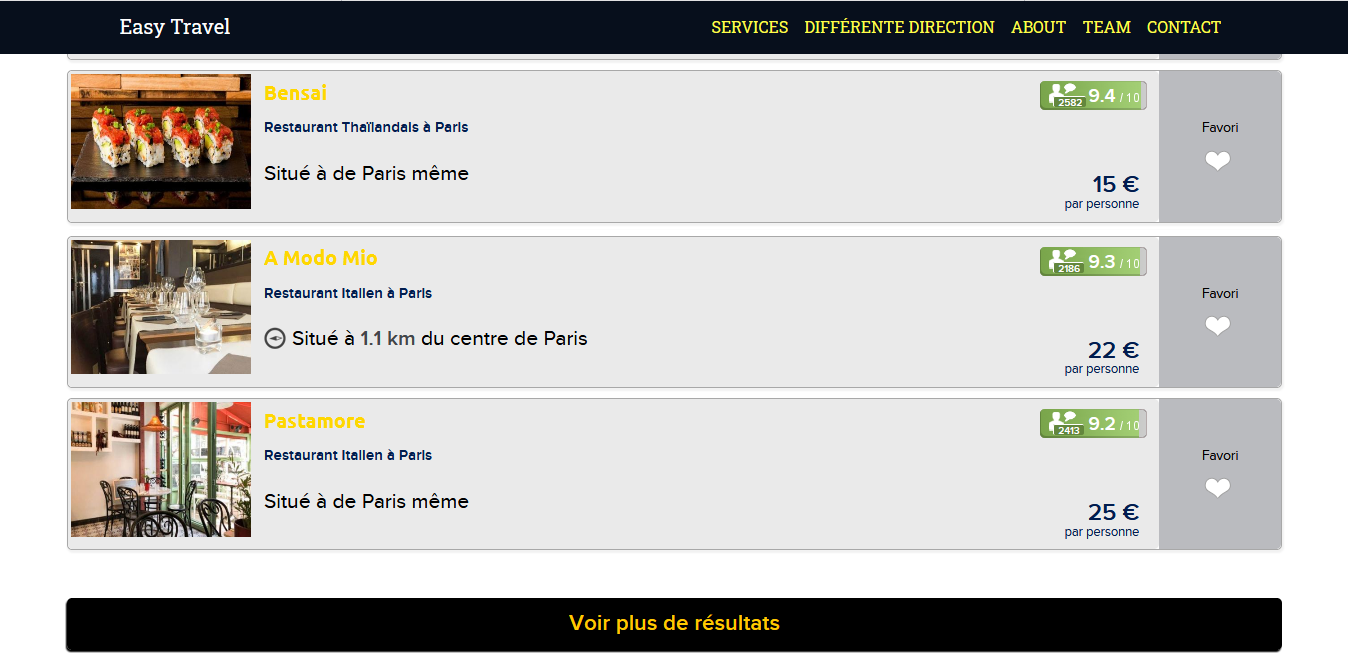 Easy Travel
SERVICES DIFFÉRENTE DIRECTION ABOUT TEAM CONTACT
Bensai
2582 9.4 / 10
Restaurant Thaïlandais à Paris
Favori
Situé à de Paris même
15 €
par personne
A Modo Mio
2186 9.3 / 10
Restaurant Italien à Paris
Favori
Situé à 1.1 km du centre de Paris
22 €
par personne
Pastamore
2413 9.2 / 10
Restaurant Italien à Paris
Favori
Situé à de Paris même
25 €
par personne
Voir plus de résultats